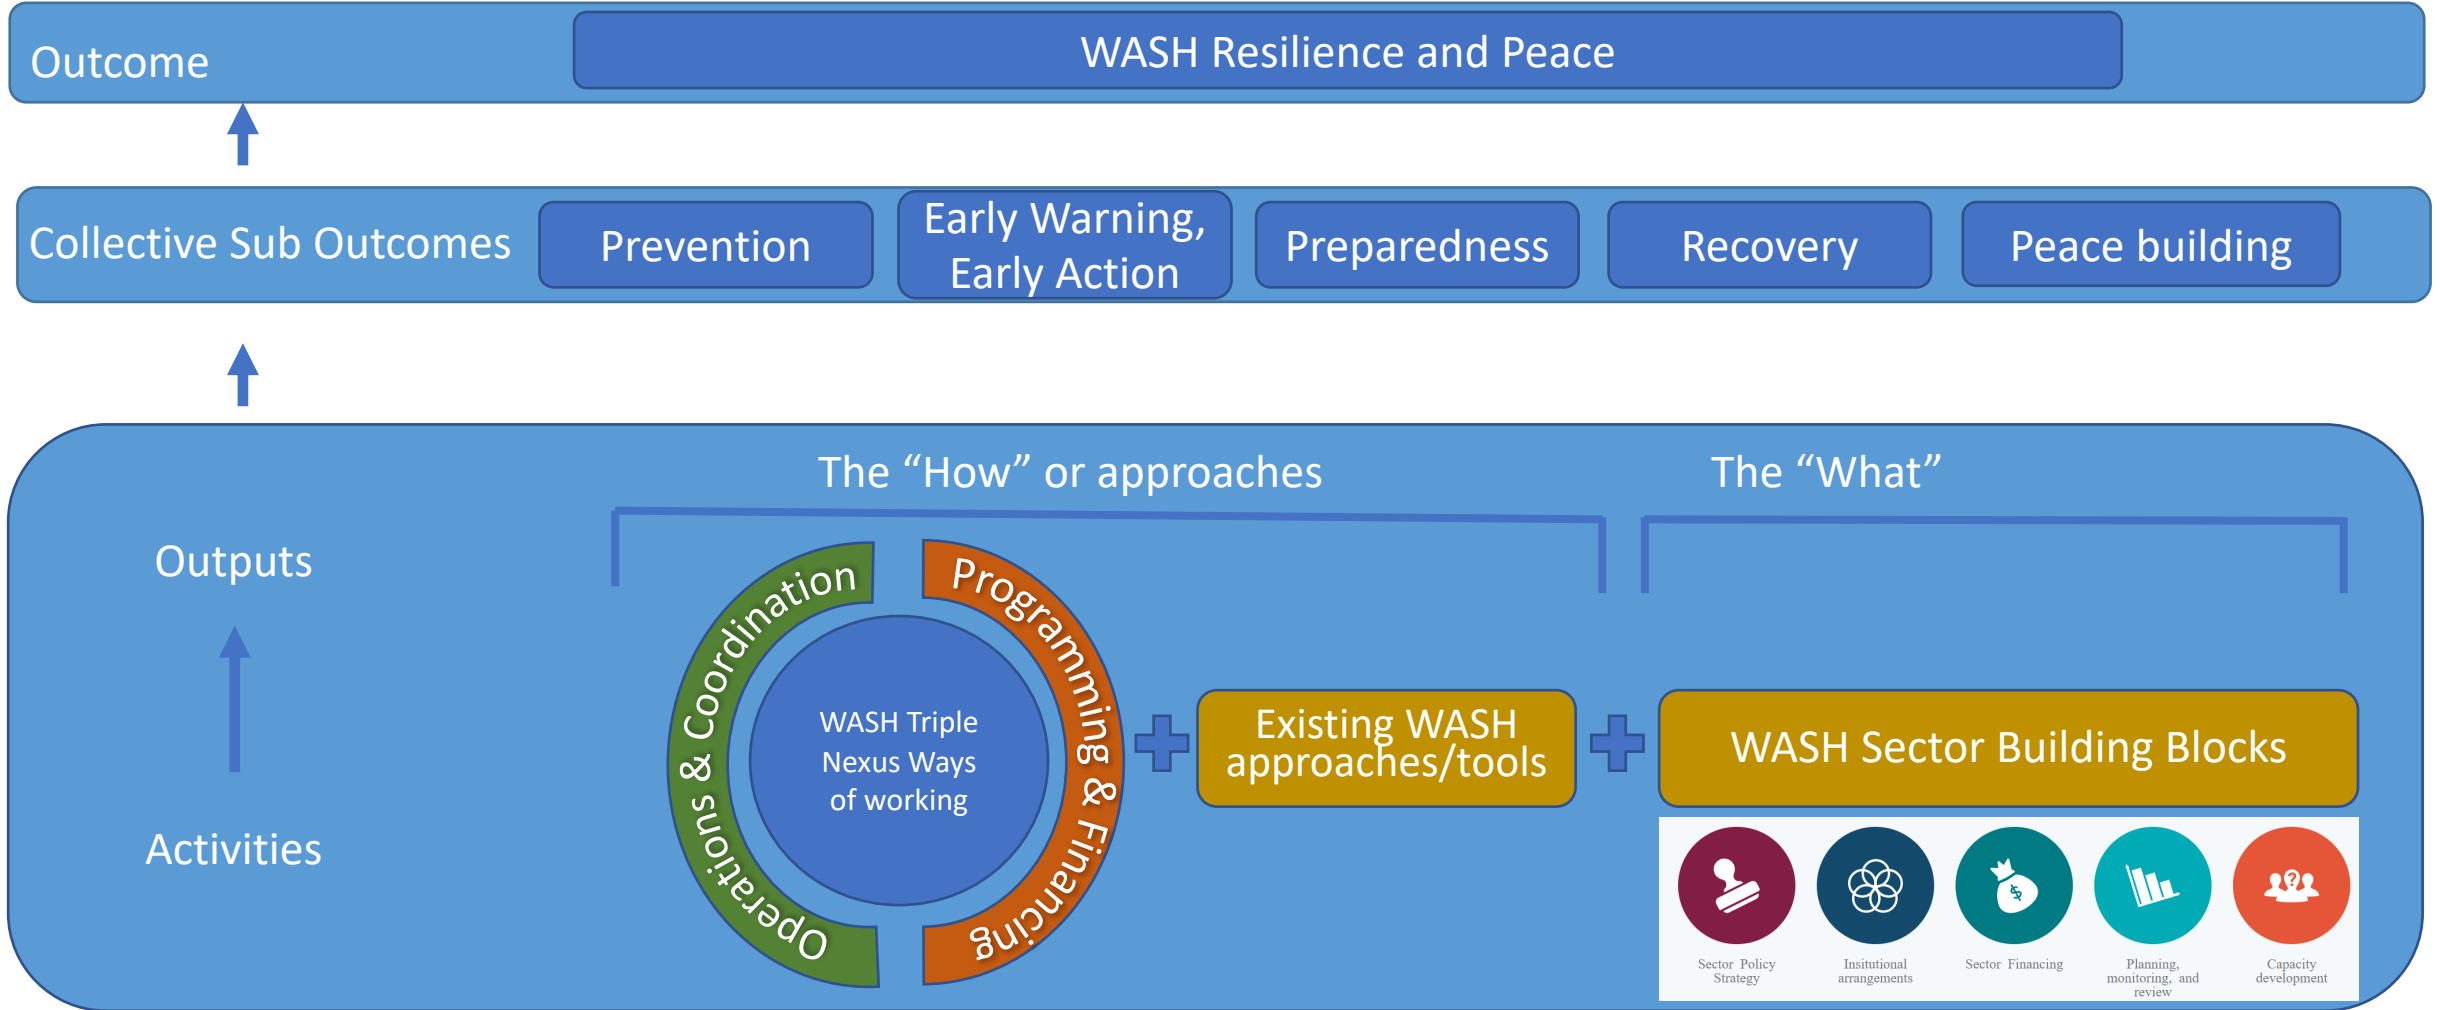 Outcome
WASH Resilience and Peace
Collective Sub Outcomes
Prevention
Early Warning,
Early Action
Preparedness
Recovery
Peace building
The “How” or approaches
The “What”
Outputs
Activities
Operations & Coordination
Programming & Financing
WASH Triple
Nexus Ways
of working
Existing WASH
approaches/tools
WASH Sector Building Blocks
$
?
Sector Policy
Strategy
Insitutional
arrangements
Sector Financing
Planning,
monitoring, and
review
Capacity
development